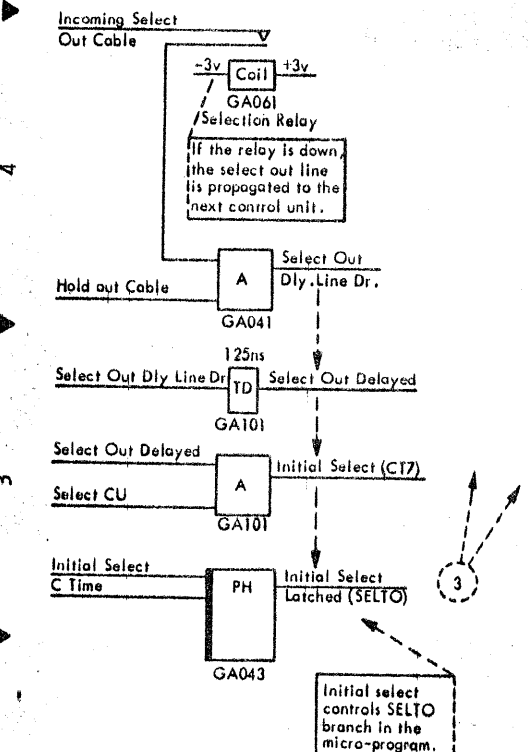 Incoming Select
Out Cable
-3v Coil +3v
GA061
Selection Relay
If the relay is down,
the select out line
is propagated to the
next control unit.
4
Select Out
A
Dly.Line Dr.
Hold out Cable
GA041
125ns
Select Out Dly Line Dr TD Select Out Delayed
GA101
Select Out Delayed
Initial Select (CT7)
A
Select CU
GA101
Initial Select
C Time
PH
Initial Select
Latched (SELTO)
3
GA043
Initial select
controls SELTO
branch in the
micro-program.